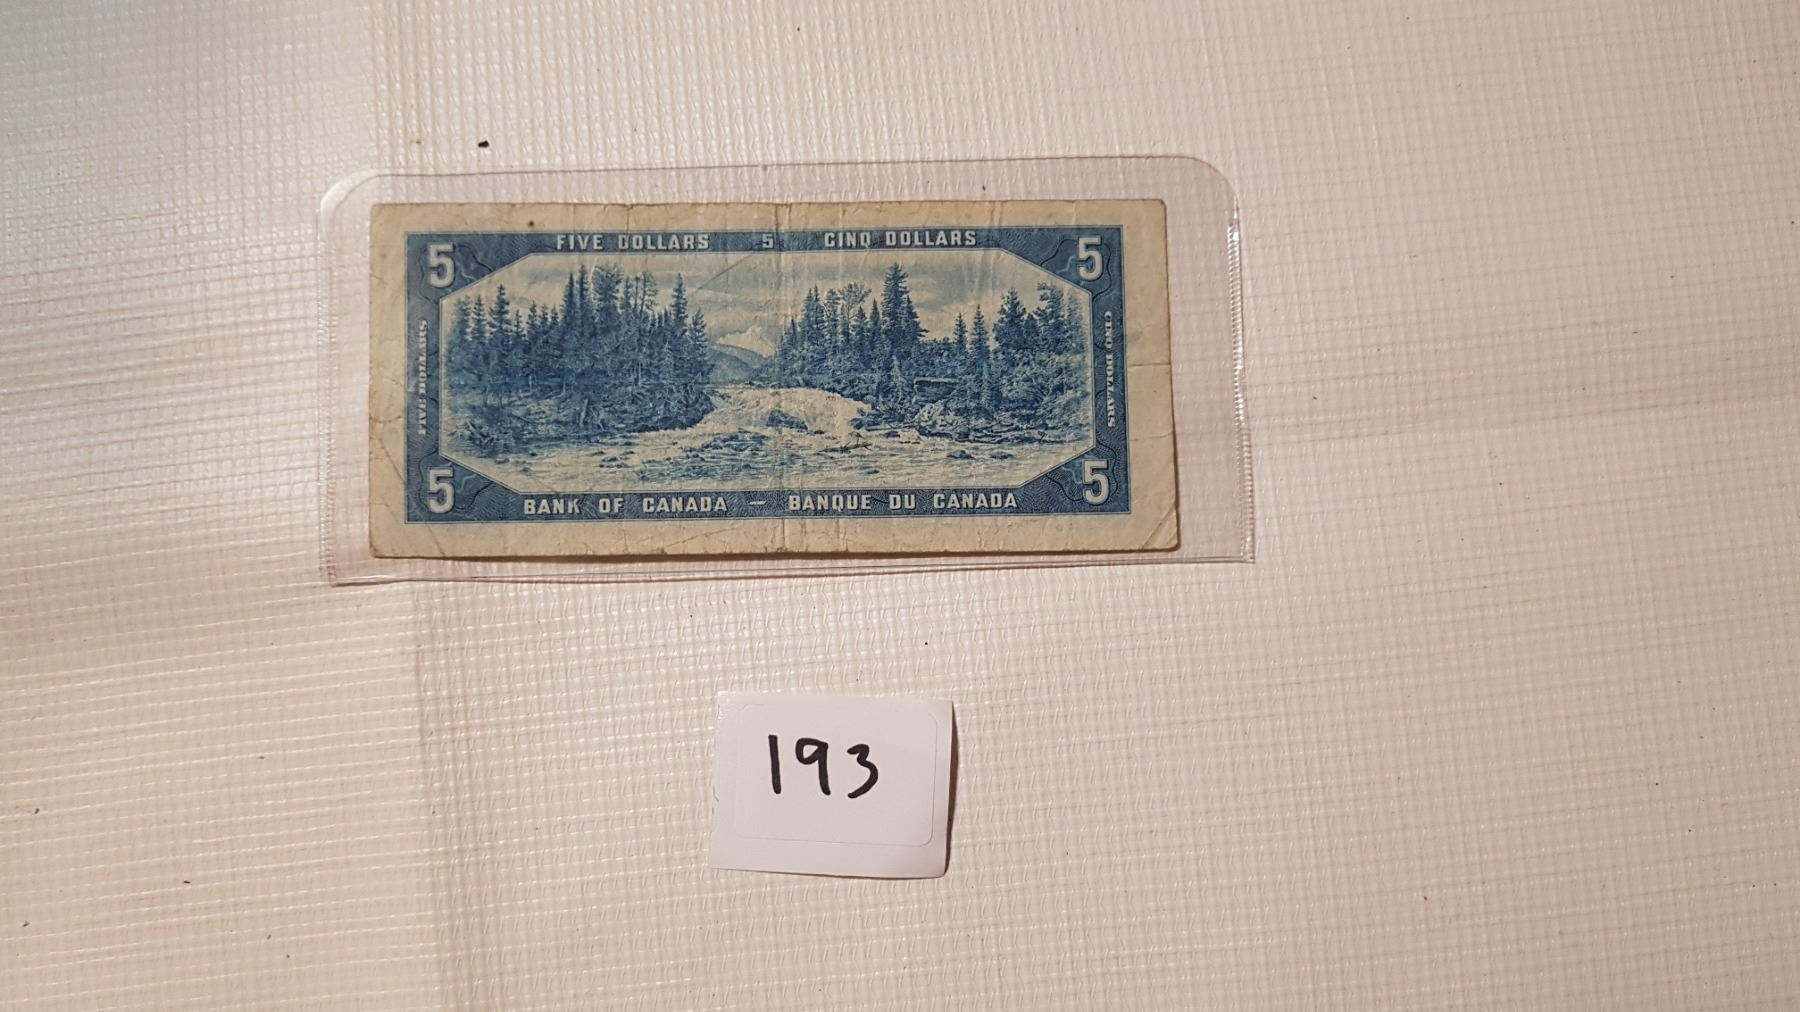 FIVE DOLLARS 5 CINQ DOLLARS
5 5
FIVE DOLLARS
CINQ DOLLARS
5 5
BANK OF CANADA — BANQUE DU CANADA
193